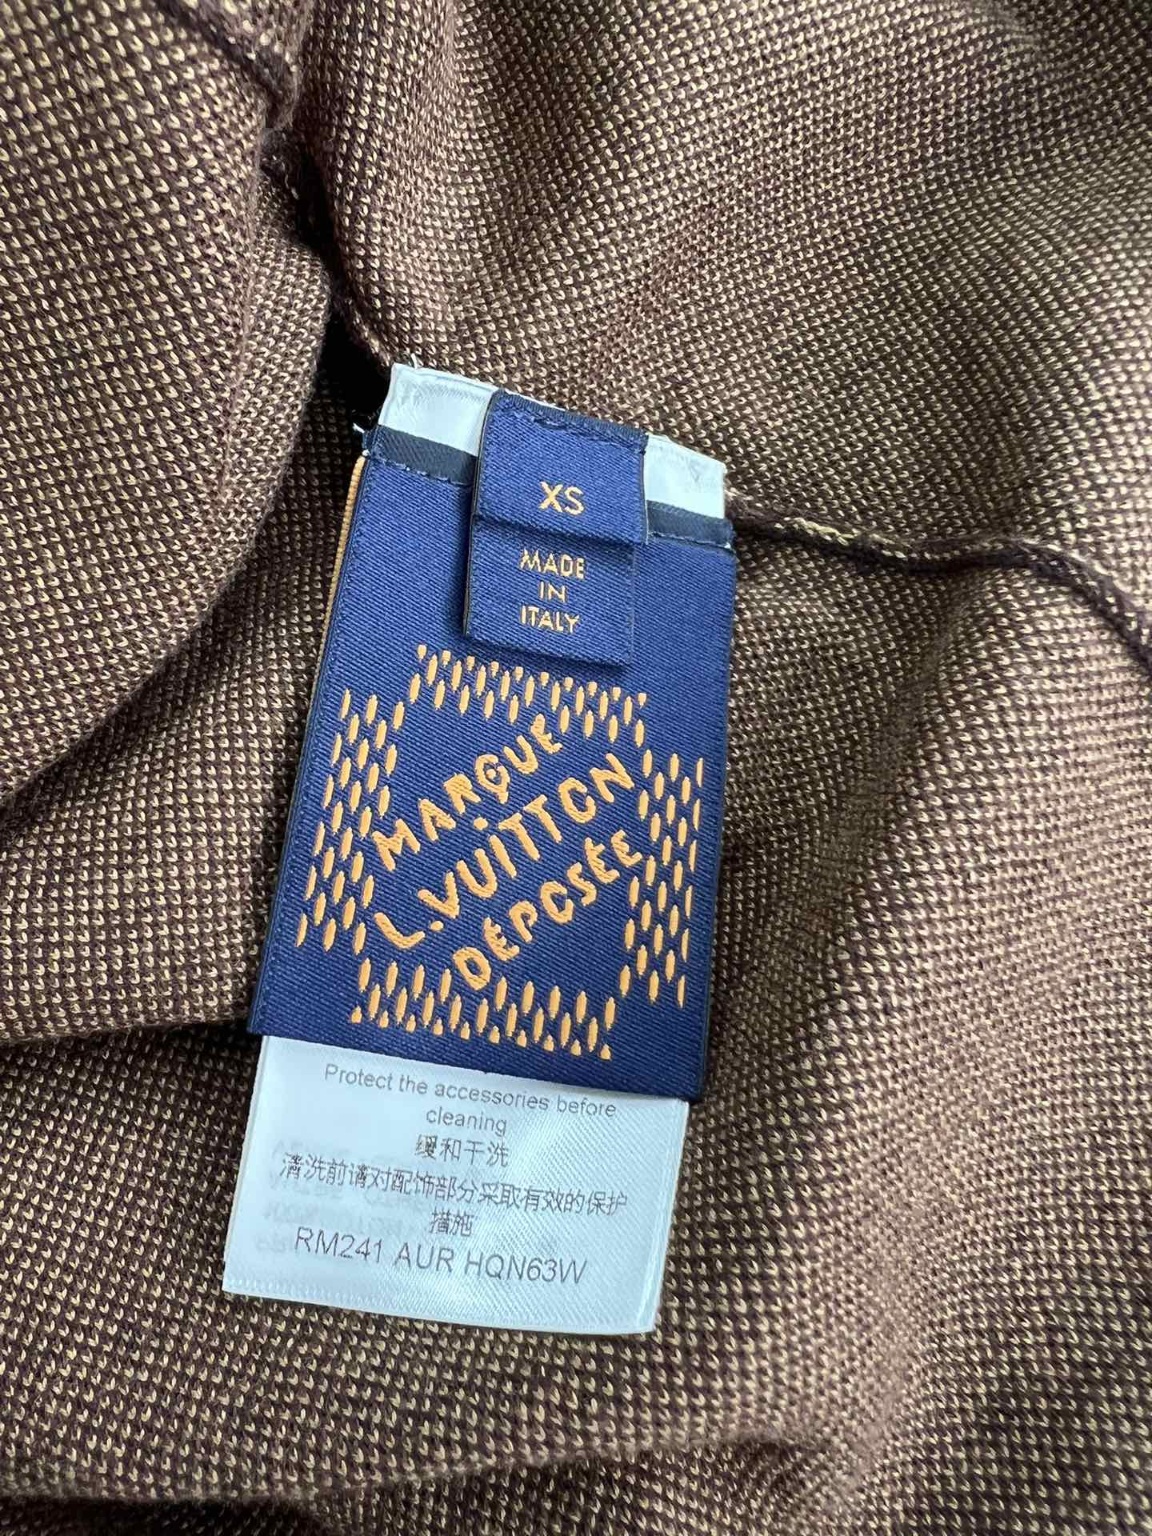 XS
MADE
IN
ITALY
MARQUE
L.VUITTON
DÉPOSÉE
Protect the accessories before
cleaning
缓和干洗
清洗前请对配饰部分采取有效的保护
措施
RM241 AUR HQN63W